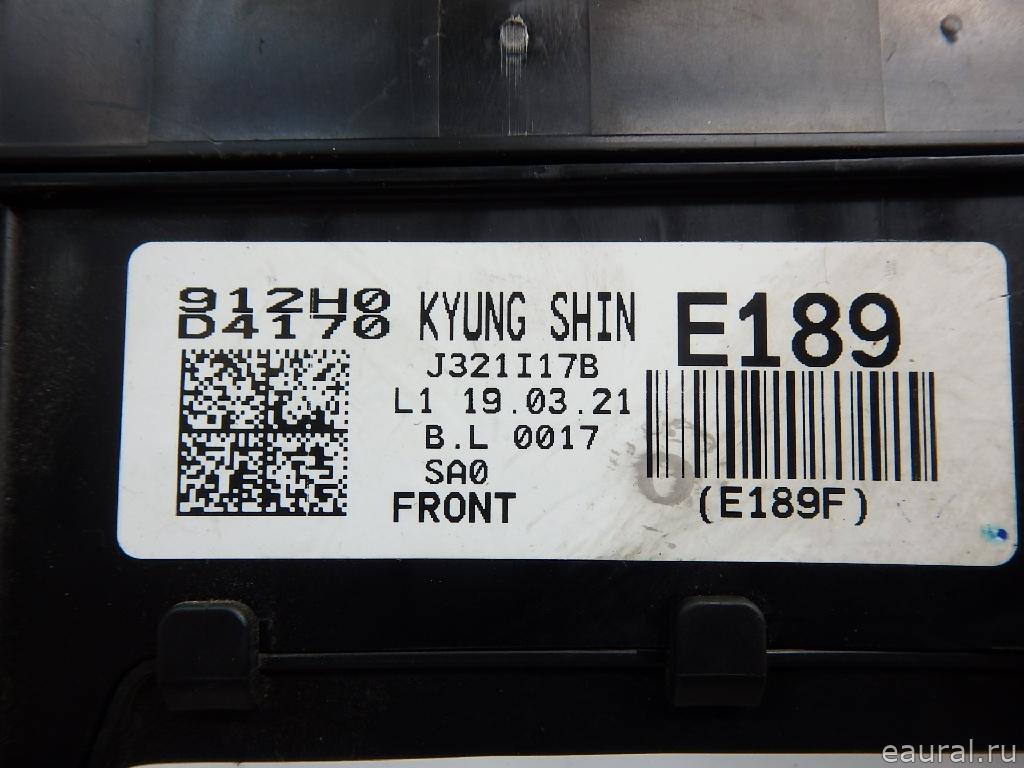 912H0
D4170
KYUNG SHIN
J321I17B
L1 19.03.21
B.L 0017
SA0
FRONT
E189
(E189F)
eaural.ru